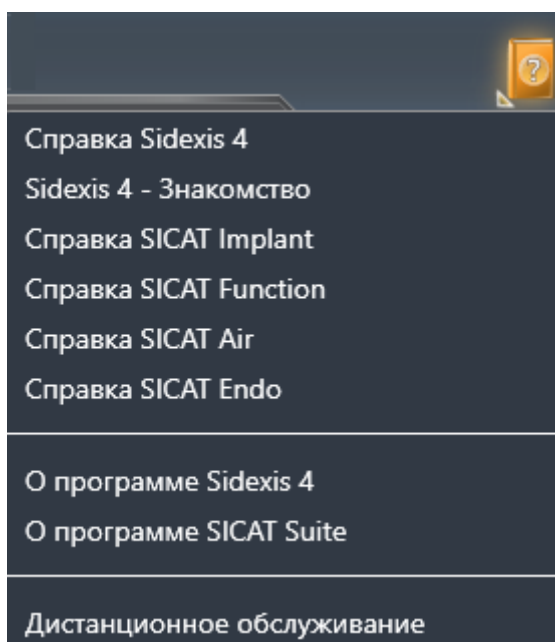 ?
Справка Sidexis 4
Sidexis 4 - Знакомство
Справка SICAT Implant
Справка SICAT Function
Справка SICAT Air
Справка SICAT Endo
О программе Sidexis 4
О программе SICAT Suite
Дистанционное обслуживание